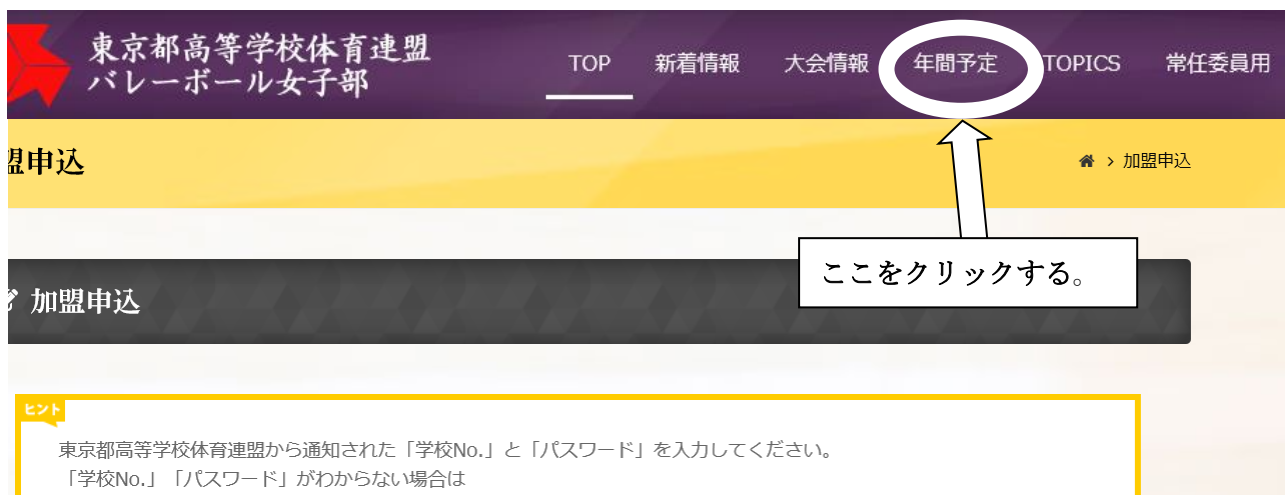 東京都高等学校体育連盟
バレーボール女子部
TOP 新着情報 大会情報 年間予定 TOPICS 常任委員用
盟申込
> 加盟申込
ここをクリックする。
加盟申込
ヒント
東京都高等学校体育連盟から通知された「学校No.」と「パスワード」を入力してください。
「学校No.」「パスワード」がわからない場合は